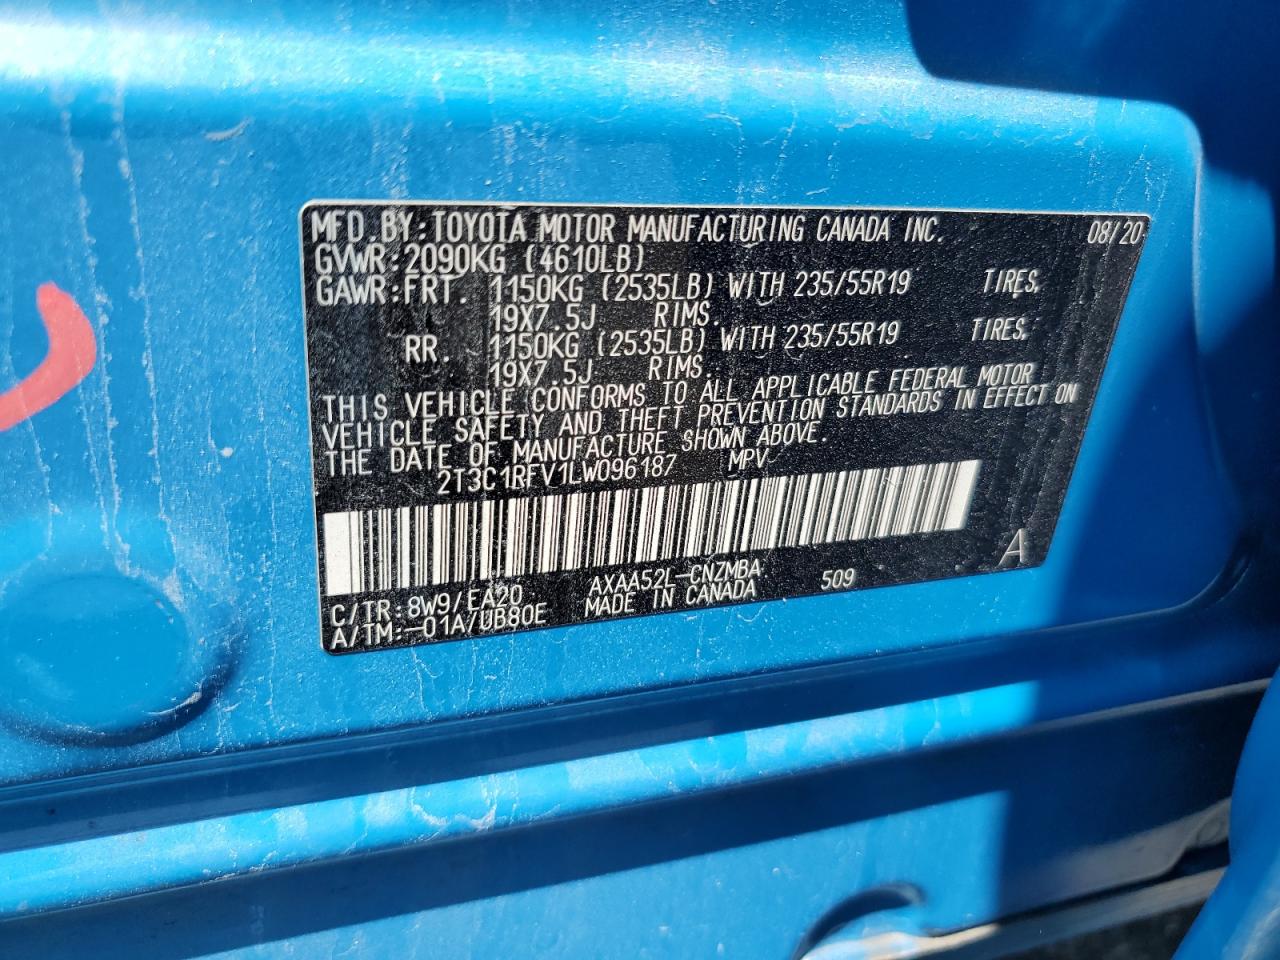 MFD. BY: TOYOTA MOTOR MANUFACTURING CANADA INC. 08/20
GVWR: 2090KG (4610LB)
GAWR: FRT. 1150KG (2535LB) WITH 235/55R19 TIRES,
19X7.5J RIMS.
RR. 1150KG (2535LB) WITH 235/55R19 TIRES,
19X7.5J RIMS.
THIS VEHICLE CONFORMS TO ALL APPLICABLE FEDERAL MOTOR
VEHICLE SAFETY AND THEFT PREVENTION STANDARDS IN EFFECT ON
THE DATE OF MANUFACTURE SHOWN ABOVE.
2T3C1RFV1LW096187 MPV
A
C/TR: 8W9/EA20 AXAA52L-CNZMBA 509
A/TM: -01A/UB80E MADE IN CANADA